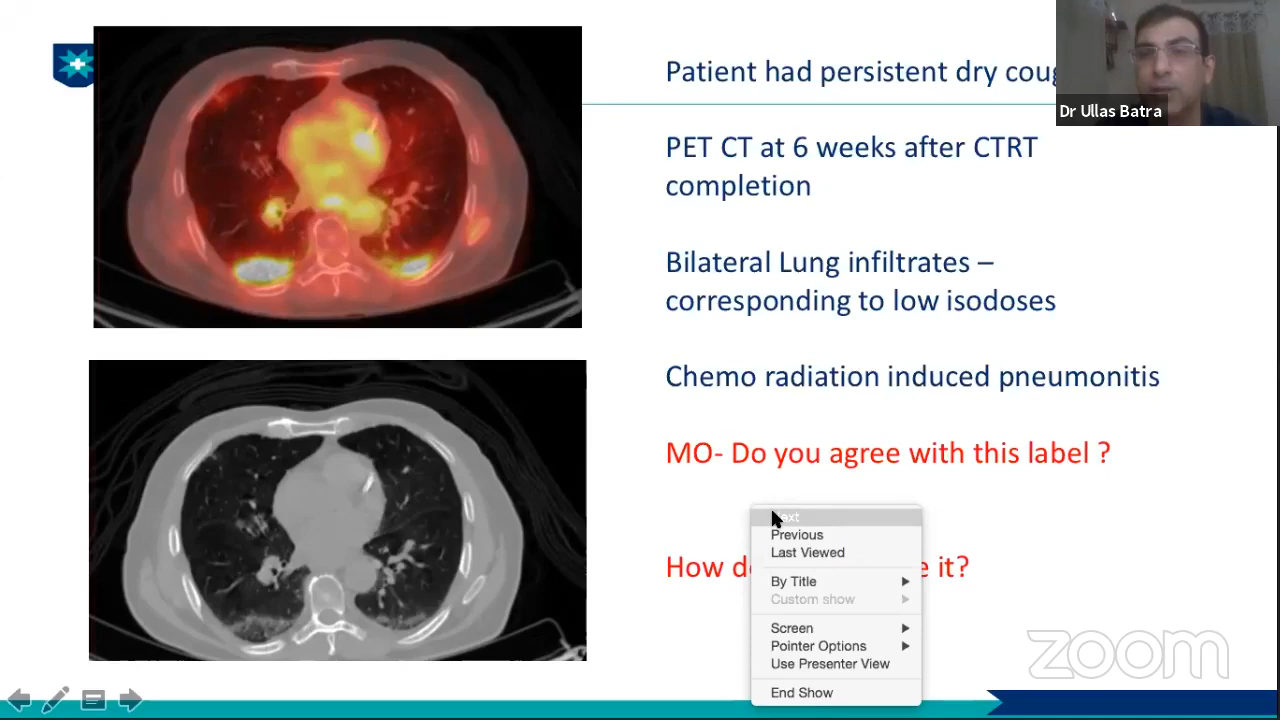 Patient had persistent dry
Dr Ullas Batra
PET CT at 6 weeks after CTRT
completion
Bilateral Lung infiltrates –
corresponding to low isodoses
Chemo radiation induced pneumonitis
MO- Do you agree with this label ?
How it?
Next
Previous
Last Viewed
By Title
Custom show
Screen
Pointer Options
Use Presenter View
End Show
zoom